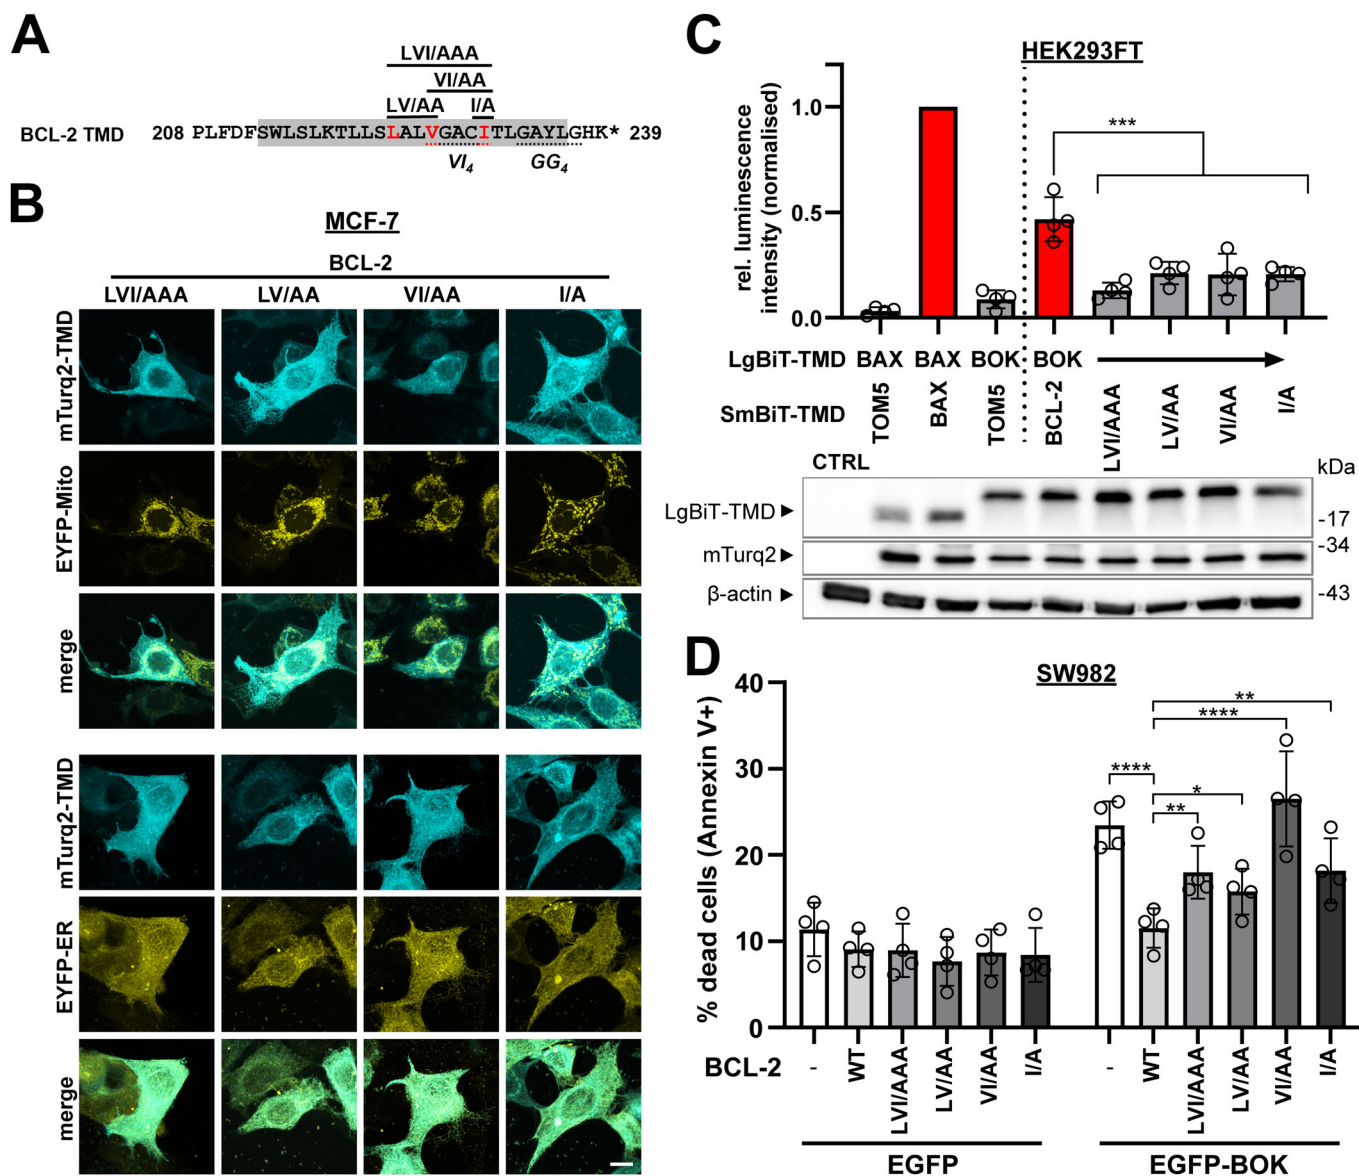 A
LVI/AAA
VI/AA
LV/AA I/A
BCL-2 TMD 208 PLFDFSWLSLKTLLSLALVGACITLGAYLGHK* 239
VI4 GG4
B
MCF-7
BCL-2
LVI/AAA LV/AA VI/AA I/A
mTurq2-TMD
EYFP-Mito
merge
mTurq2-TMD
EYFP-ER
merge
C
HEK293FT
rel. luminescence
intensity (normalised)
1.0
0.5
0.0
***
LgBiT-TMD BAX BAX BOK BOK
SmBiT-TMD TOM5 BAX TOM5 BCL-2 LVI/AAA LV/AA VI/AA I/A
CTRL kDa
LgBiT-TMD -17
mTurq2 -34
β-actin -43
D
SW982
% dead cells (Annexin V+)
40
30
20
10
0
**
****
****
*
**
BCL-2 - WT LVI/AAA LV/AA VI/AA I/A - WT LVI/AAA LV/AA VI/AA I/A
EGFP EGFP-BOK